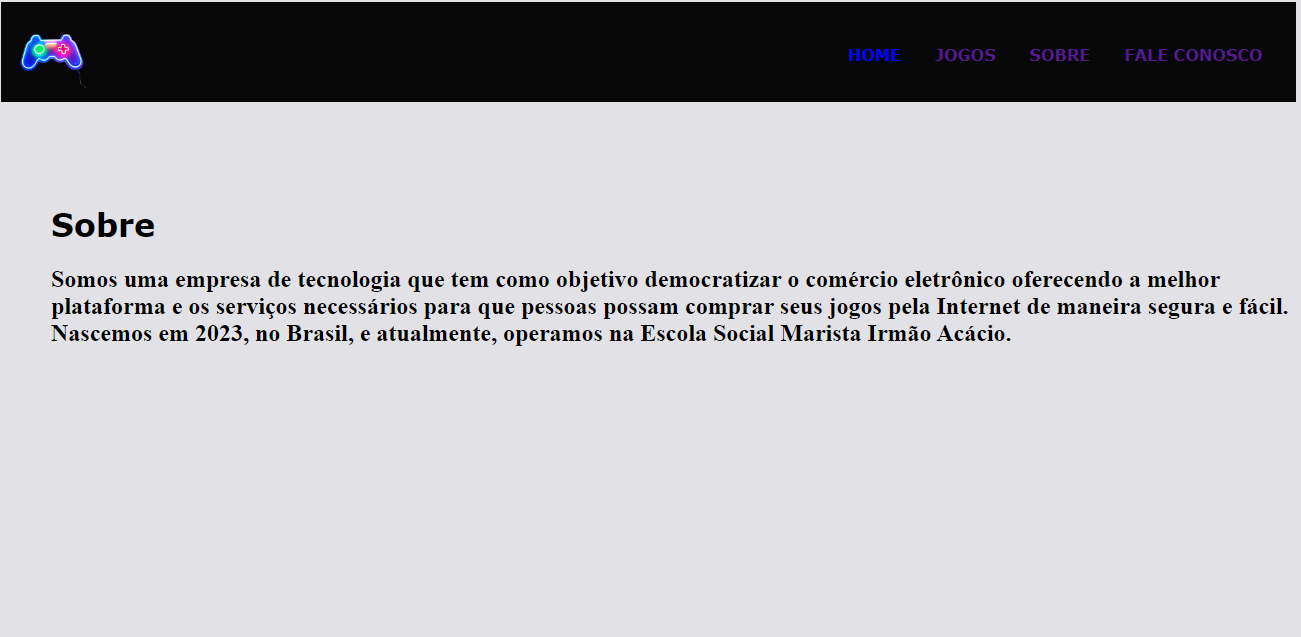 HOME JOGOS SOBRE FALE CONOSCO
Sobre
Somos uma empresa de tecnologia que tem como objetivo democratizar o comércio eletrônico oferecendo a melhor
plataforma e os serviços necessários para que pessoas possam comprar seus jogos pela Internet de maneira segura e fácil.
Nascemos em 2023, no Brasil, e atualmente, operamos na Escola Social Marista Irmão Acácio.